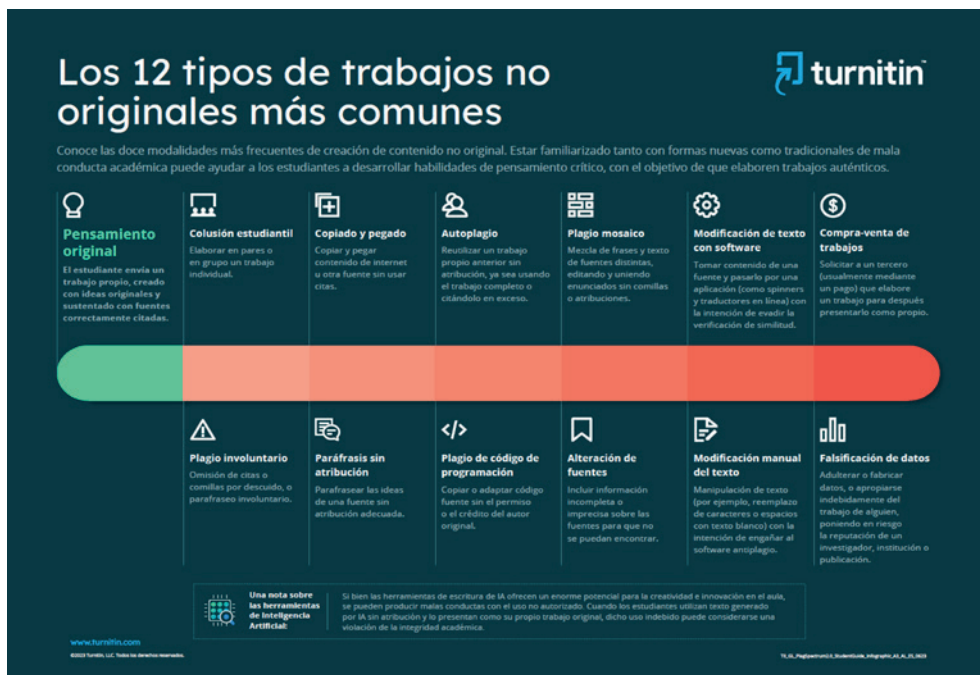 Los 12 tipos de trabajos no
originales más comunes
turnitin™
Conoce las doce modalidades más frecuentes de creación de contenido no original. Estar familiarizado tanto con formas nuevas como tradicionales de mala
conducta académica puede ayudar a los estudiantes a desarrollar habilidades de pensamiento crítico, con el objetivo de que elaboren trabajos auténticos.
Pensamiento
original
El estudiante envía un
trabajo propio, creado
con ideas originales y
sustentado con fuentes
correctamente citadas.
Colusión estudiantil
Elaborar en pares o
en grupo un trabajo
individual.
Copiado y pegado
Copiar y pegar
contenido de internet
u otra fuente sin usar
citas.
Autoplagio
Reutilizar un trabajo
propio anterior sin
atribución, ya sea usando
el trabajo completo o
citándolo en exceso.
Plagio mosaico
Mezcla de frases y texto
de fuentes distintas,
editando y uniendo
enunciados sin comillas
o atribuciones.
Modificación de texto
con software
Tomar contenido de una
fuente y pasarlo por una
aplicación (como spinners
y traductores en línea) con
la intención de evadir la
verificación de similitud.
Compra-venta de
trabajos
Solicitar a un tercero
(usualmente mediante
un pago) que elabore
un trabajo para después
presentarlo como propio.
Plagio involuntario
Omisión de citas o
comillas por descuido, o
parafraseo involuntario.
Paráfrasis sin
atribución
Parafrasear las ideas
de una fuente sin
atribución adecuada.
Plagio de código de
programación
Copiar o adaptar código
fuente sin el permiso
o el crédito del autor
original.
Alteración de
fuentes
Incluir información
incompleta o
imprecisa sobre las
fuentes para que no
se puedan encontrar.
Modificación manual
del texto
Manipulación de texto
(por ejemplo, reemplazo
de caracteres o espacios
con texto blanco) con la
intención de engañar al
software antiplagio.
Falsificación de datos
Adulterar o fabricar
datos, o apropiarse
indebidamente del
trabajo de alguien,
poniendo en riesgo
la reputación de un
investigador, institución o
publicación.
Una nota sobre
las herramientas
de Inteligencia
Artificial:
Si bien las herramientas de escritura de IA ofrecen un enorme potencial para la creatividad e innovación en el aula,
se pueden producir malas conductas con el uso no autorizado. Cuando los estudiantes utilizan texto generado
por IA sin atribución y lo presentan como su propio trabajo original, dicho uso indebido puede considerarse una
violación de la integridad académica.
www.turnitin.com
©2023 Turnitin, LLC. Todos los derechos reservados.